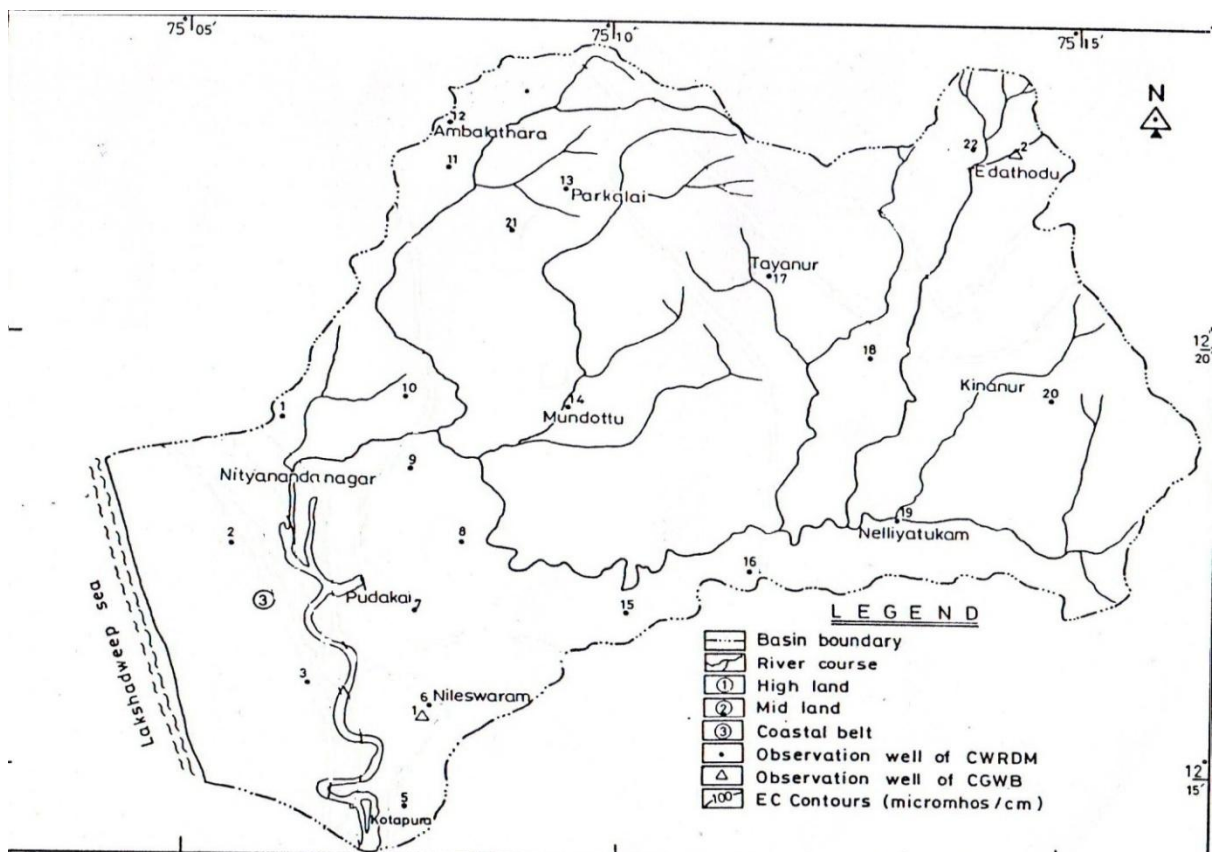 75° 05′
75° 10′
75° 15′
N
12
Ambalathara
11
13
Parkalai
21
22
2
Edathodu
Tayanur
17
12
20′
18
1
10
14
Mundottu
Kinanur
20
Nityananda nagar
9
2
8
19
Nelliyatukam
16
3
Pudakai
7
15
Lakshadweep sea
3
6
Nileswaram
1
5
Kotapura
12°
15′
LEGEND
Basin boundary
River course
1 High land
2 Mid land
3 Coastal belt
Observation well of CWRDM
Observation well of CGWB
100 EC Contours (micromhos/cm)